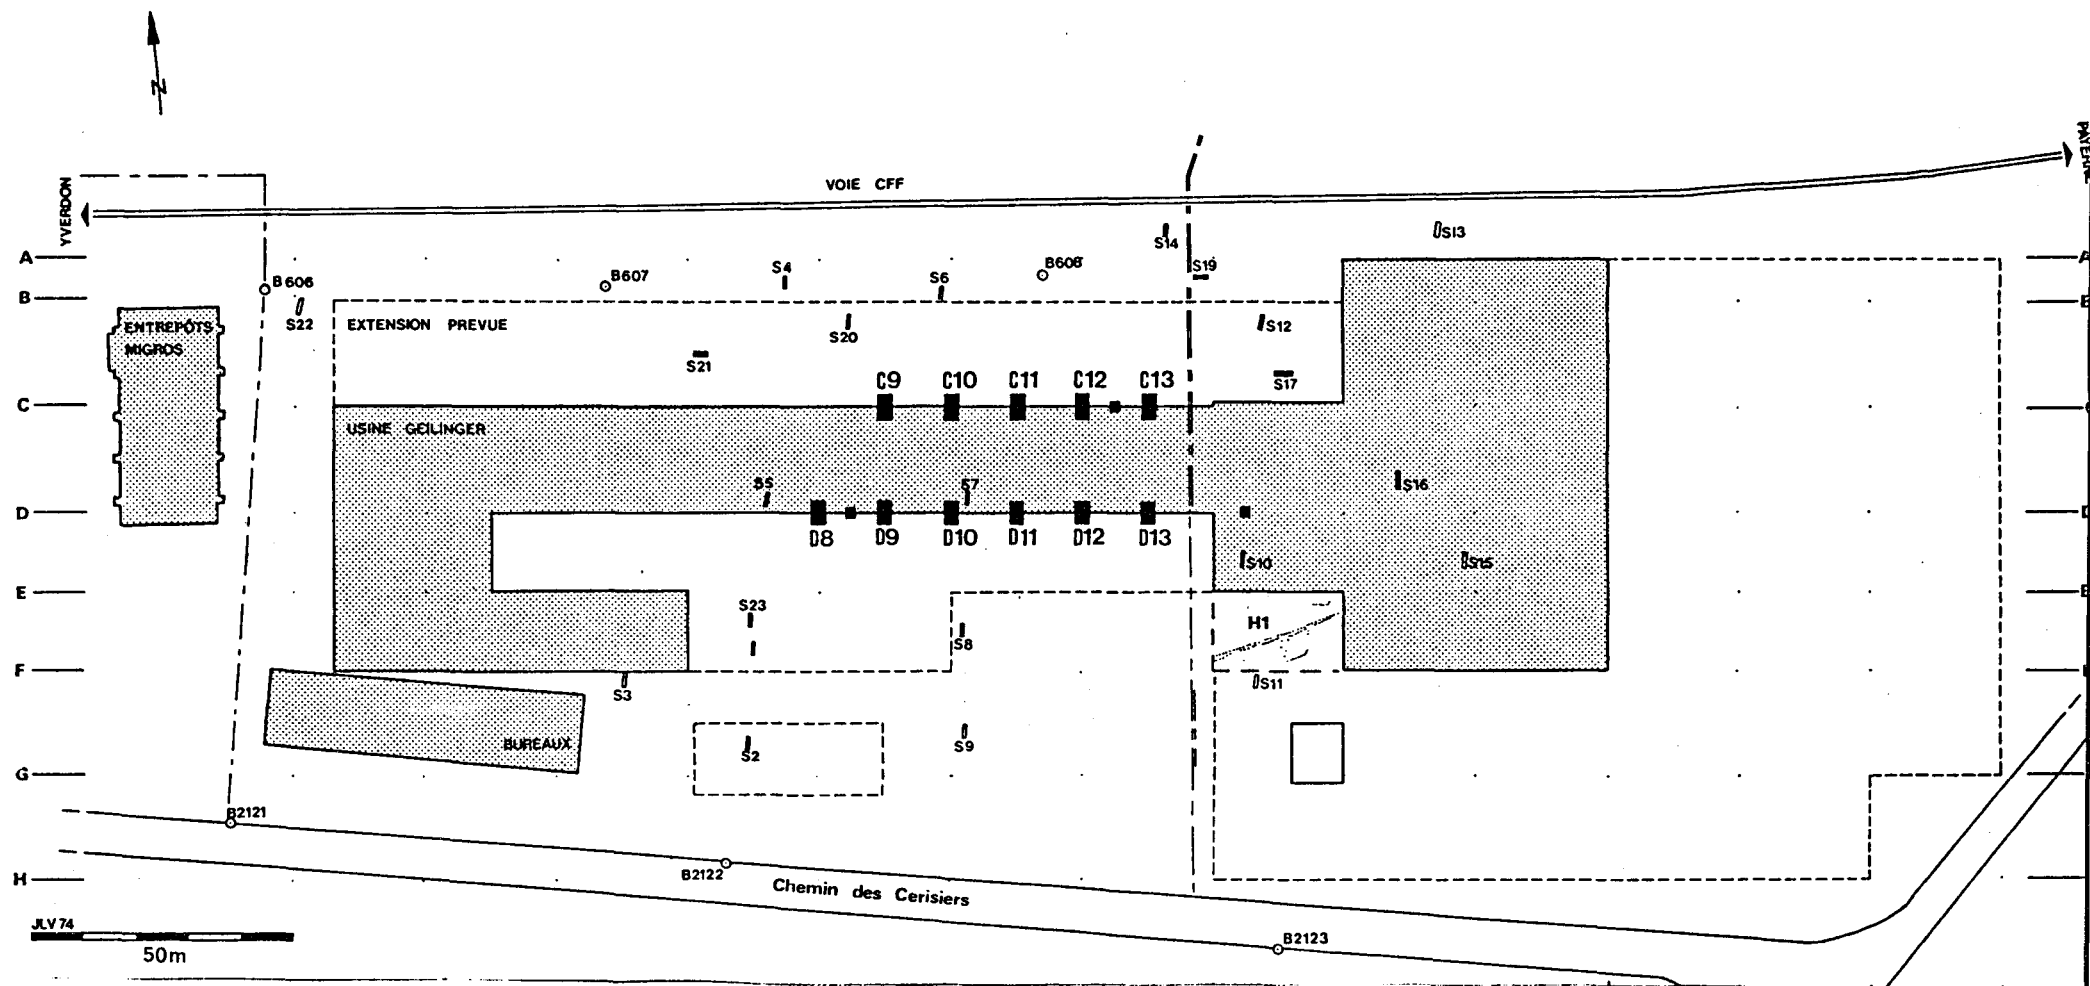 N
PAYERNE
YVERDON
VOIE CFF
S13
S14
A
A
S19
B608
S4
B607
S6
B606
B
B
S22
EXTENSION PREVUE
S20
S12
ENTREPÔTS
MIGROS
S21
S17
C9 C10 C11 C12 C13
C
C
USINE GEILINGER
S5
S7
S16
D
D
D8 D9 D10 D11 D12 D13
S10
S15
E
E
S23
H1
S8
F
S3
S11
BUREAUX
S2
S9
G
B2121
B2122
H
Chemin des Cerisiers
JLV 74
B2123
50m